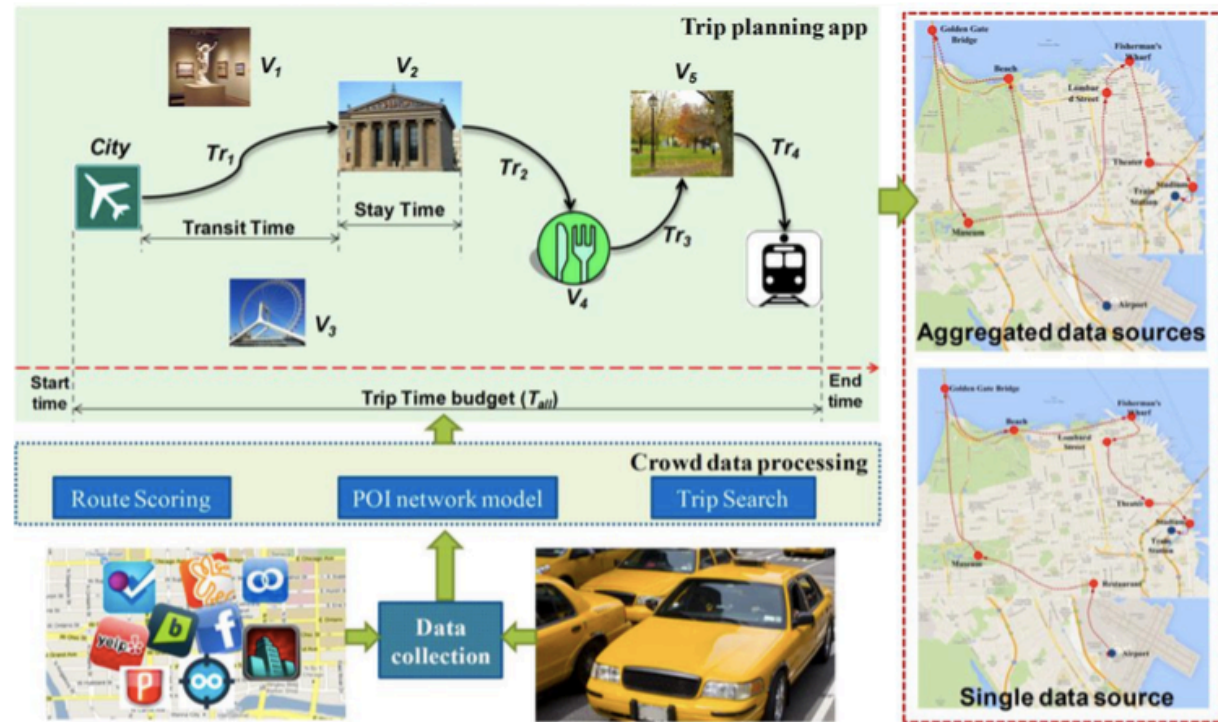 Trip planning app
V1
V2
V5
City
Tr1
Tr2
Tr4
Stay Time
Transit Time
Tr3
V4
V3
Start
time
Trip Time budget (Tall)
End
time
Crowd data processing
Route Scoring
POI network model
Trip Search
yelp
b
f
P
Data
collection
Golden Gate
Bridge
Fisherman's
Wharf
Beach
Lombar
d Street
Theater
Stadium
Train
Station
Museum
Airport
Aggregated data sources
Golden Gate Bridge
Fisherman's
Wharf
Beach
Lombard
Street
Theater
Stadium
Train
Station
Museum
Restaurant
Airport
Single data source